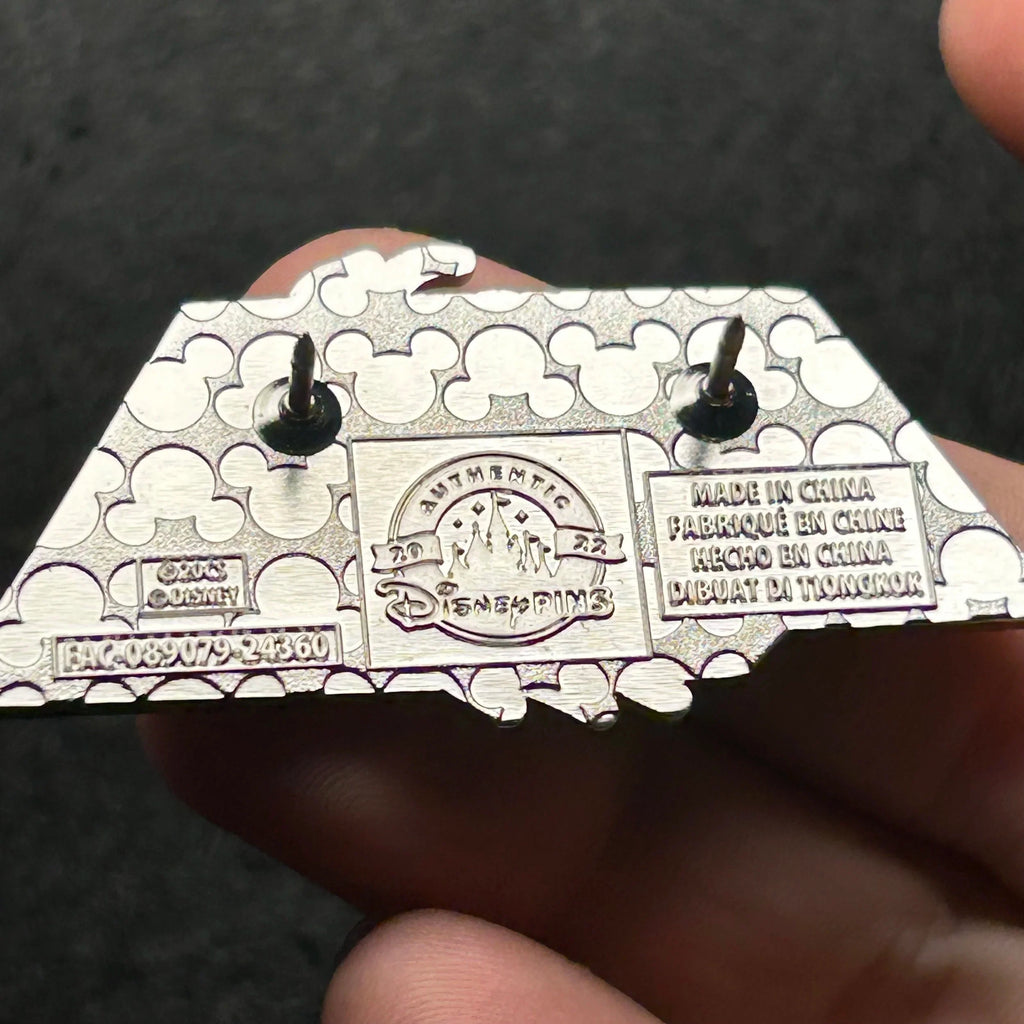 ©20CS
©DISNEY
FAC-089079-24360
AUTHENTIC
20 22
Disney PINS
MADE IN CHINA
FABRIQUÉ EN CHINE
HECHO EN CHINA
DIBUAT DI TIONGKOK